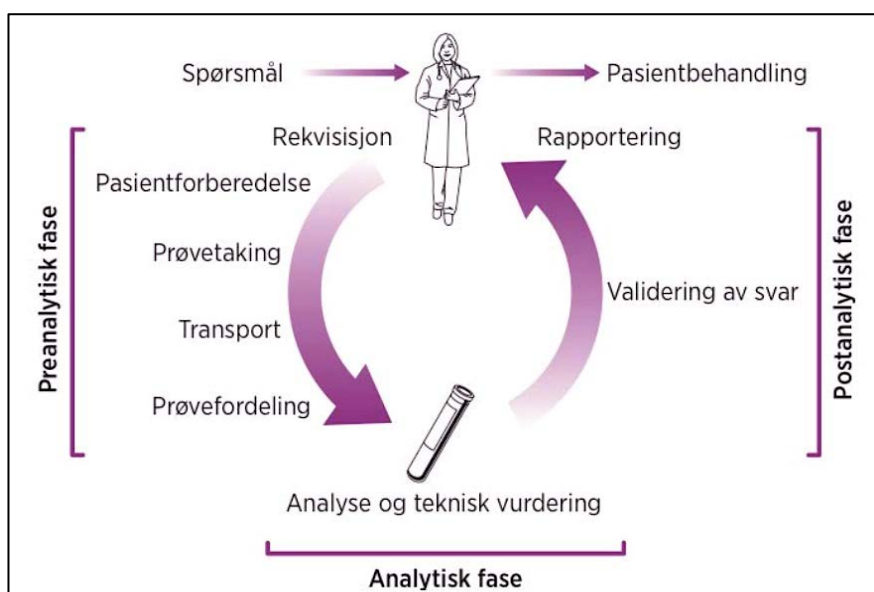 Spørsmål
Pasientbehandling
Rekvisisjon
Rapportering
Pasientforberedelse
Prøvetaking
Validering av svar
Transport
Prøvefordeling
Preanalytisk fase
Postanalytisk fase
Analyse og teknisk vurdering
Analytisk fase